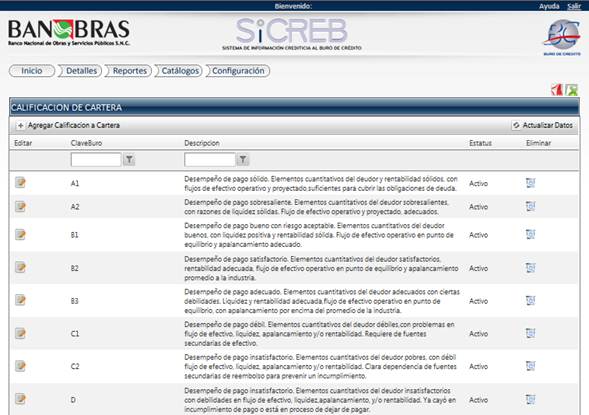 Bienvenido:
Ayuda Salir
BANOBRAS
Banco Nacional de Obras y Servicios Públicos S.N.C.
SiCREB
SISTEMA DE INFORMACIÓN CREDITICIA AL BURÓ DE CRÉDITO
BC
BURÓ DE CRÉDITO
Inicio Detalles Reportes Catálogos Configuración
CALIFICACION DE CARTERA
Agregar Calificacion a Cartera Actualizar Datos
Editar ClaveBuro Descripcion Estatus Eliminar
A1 Desempeño de pago sólido. Elementos cuantitativos del deudor y rentabilidad sólidos, con
flujos de efectivo operativo y proyectado,suficientes para cubrir las obligaciones de deuda. Activo
A2 Desempeño de pago sobresaliente. Elementos cuantitativos del deudor sobresalientes,
con razones de liquidez sólidas. Flujo de efectivo operativo y proyectado, adecuados. Activo
B1 Desempeño de pago bueno con riesgo aceptable. Elementos cuantitativos del deudor
buenos, con liquidez positiva y rentabilidad sólida. Flujo de efectivo operativo en punto de
equilibrio y apalancamiento adecuado. Activo
B2 Desempeño de pago satisfactorio. Elementos cuantitativos del deudor satisfactorios,
rentabilidad adecuada, flujo de efectivo operativo en punto de equilibrio y apalancamiento
promedio a la industria. Activo
B3 Desempeño de pago adecuado. Elementos cuantitativos del deudor adecuados con ciertas
debilidades. Liquidez y rentabilidad adecuada,flujo de efectivo operativo en punto de
equilibrio, con apalancamiento por encima del promedio de la industria. Activo
C1 Desempeño de pago débil. Elementos cuantitativos del deudor débiles,con problemas en
flujo de efectivo, liquidez, apalancamiento y/o rentabilidad. Requiere de fuentes
secundarias de efectivo. Activo
C2 Desempeño de pago insatisfactorio. Elementos cuantitativos del deudor pobres, con débil
flujo de efectivo, liquidez, apalancamiento y/o rentabilidad. Clara dependencia de fuentes
secundarias de reembolso para prevenir un incumplimiento. Activo
D Desempeño de pago insatisfactorio. Elementos cuantitativos del deudor insatisfactorios
con debilidades en flujo de efectivo, liquidez,apalancamiento, y/o rentabilidad. Ya cayó en
incumplimiento de pago o está en proceso de dejar de pagar. Activo